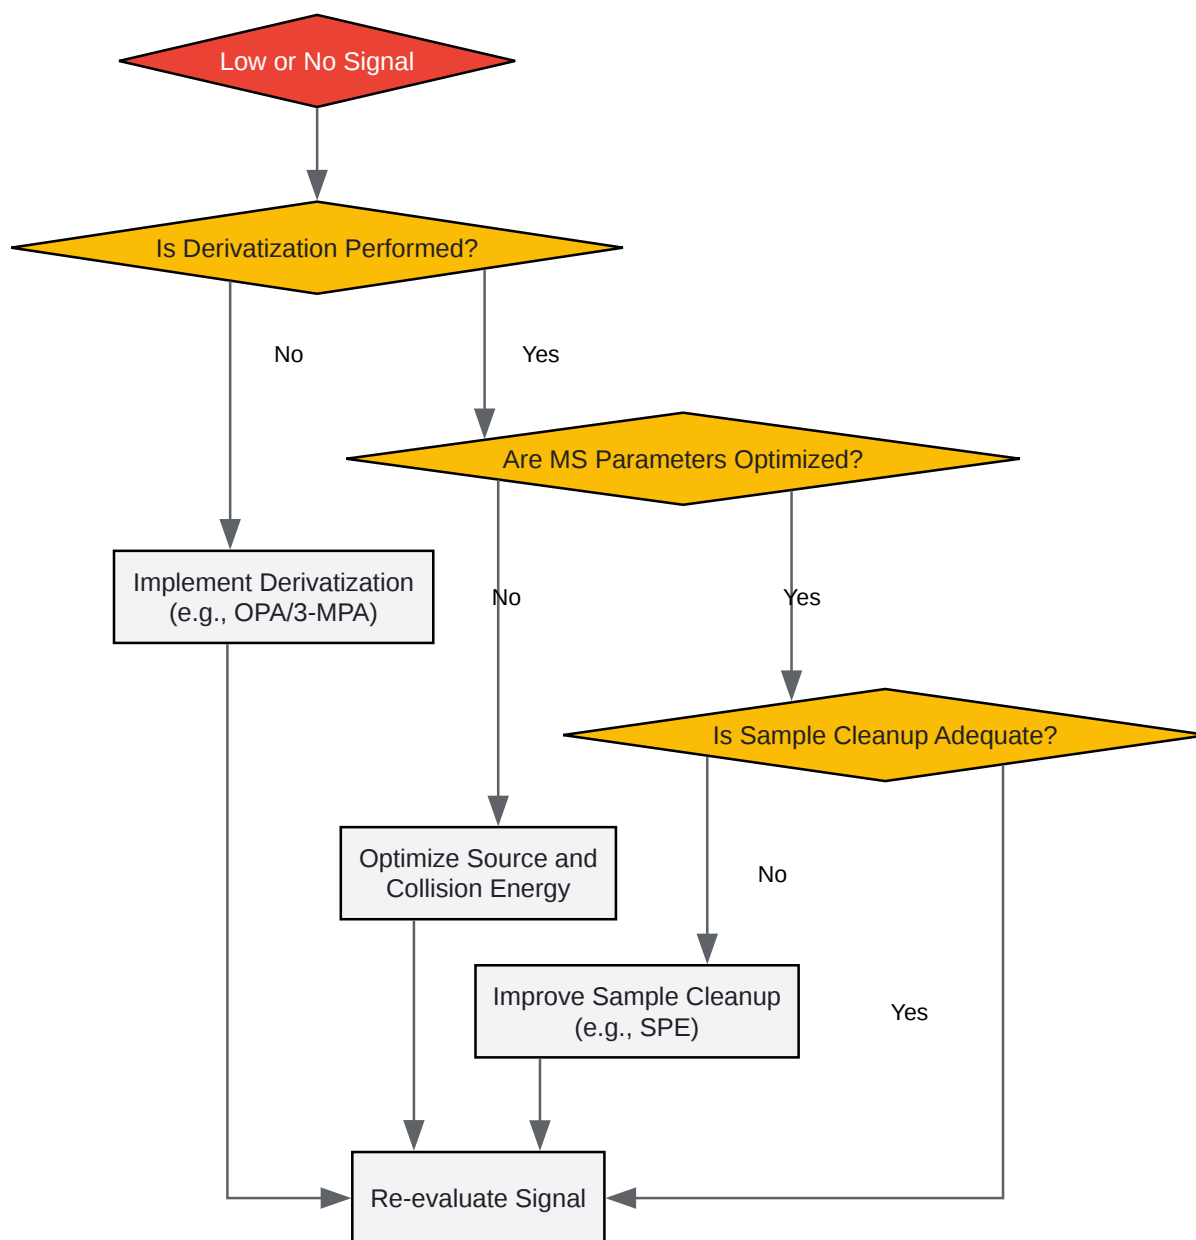 Low or No Signal
Is Derivatization Performed?
No
Yes
Are MS Parameters Optimized?
Implement Derivatization
(e.g., OPA/3-MPA)
No
Yes
Is Sample Cleanup Adequate?
Optimize Source and
Collision Energy
No
Improve Sample Cleanup
(e.g., SPE)
Yes
Re-evaluate Signal